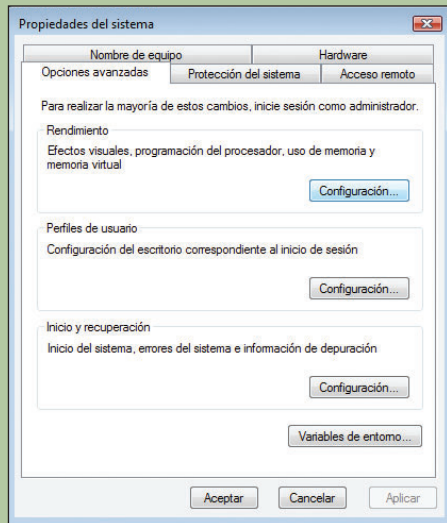 Propiedades del sistema
Nombre de equipo
Hardware
Opciones avanzadas
Protección del sistema
Acceso remoto
Para realizar la mayoría de estos cambios, inicie sesión como administrador.
Rendimiento
Efectos visuales, programación del procesador, uso de memoria y
memoria virtual
Configuración...
Perfiles de usuario
Configuración del escritorio correspondiente al inicio de sesión
Configuración...
Inicio y recuperación
Inicio del sistema, errores del sistema e información de depuración
Configuración...
Variables de entorno...
Aceptar
Cancelar
Aplicar